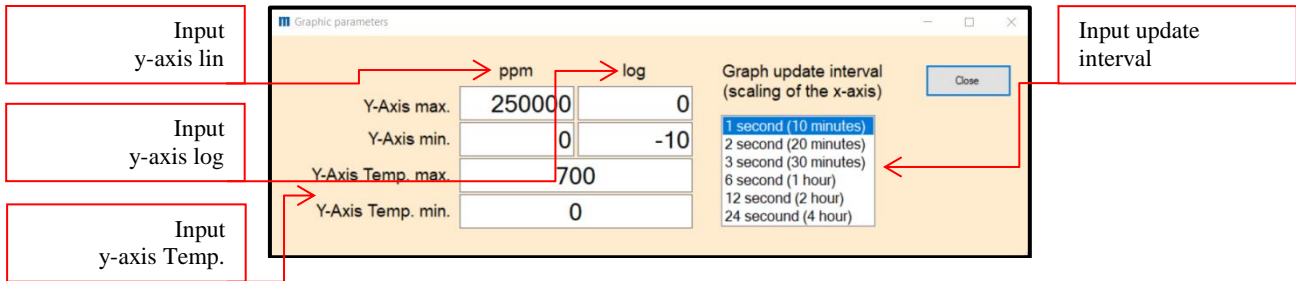 Input
y-axis lin
Input
y-axis log
Input
y-axis Temp.
Graphic parameters
ppm log
Y-Axis max. 250000 0
Y-Axis min. 0 -10
Y-Axis Temp. max. 700
Y-Axis Temp. min. 0
Graph update interval
(scaling of the x-axis)
1 second (10 minutes)
2 second (20 minutes)
3 second (30 minutes)
6 second (1 hour)
12 second (2 hour)
24 secound (4 hour)
Close
Input update
interval